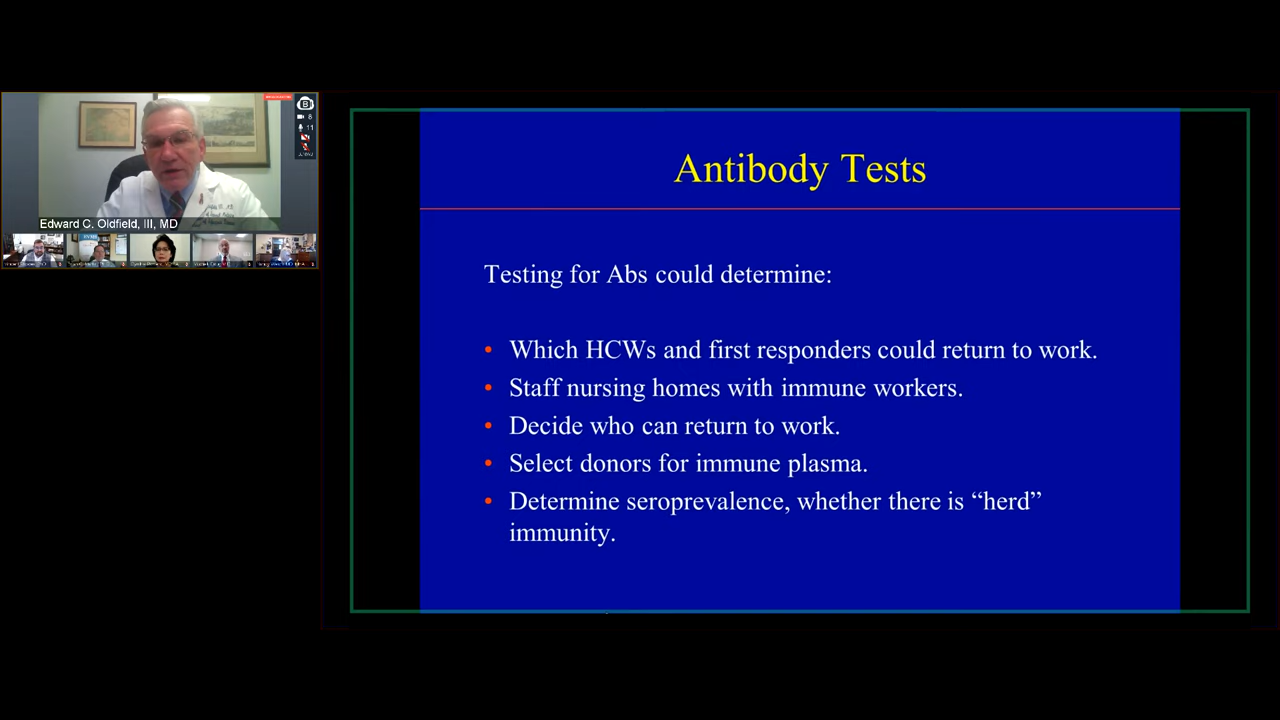 8
11
Edward C. Oldfield, III, MD
Antibody Tests
Testing for Abs could determine:
• Which HCWs and first responders could return to work.
• Staff nursing homes with immune workers.
• Decide who can return to work.
• Select donors for immune plasma.
• Determine seroprevalence, whether there is “herd”
immunity.